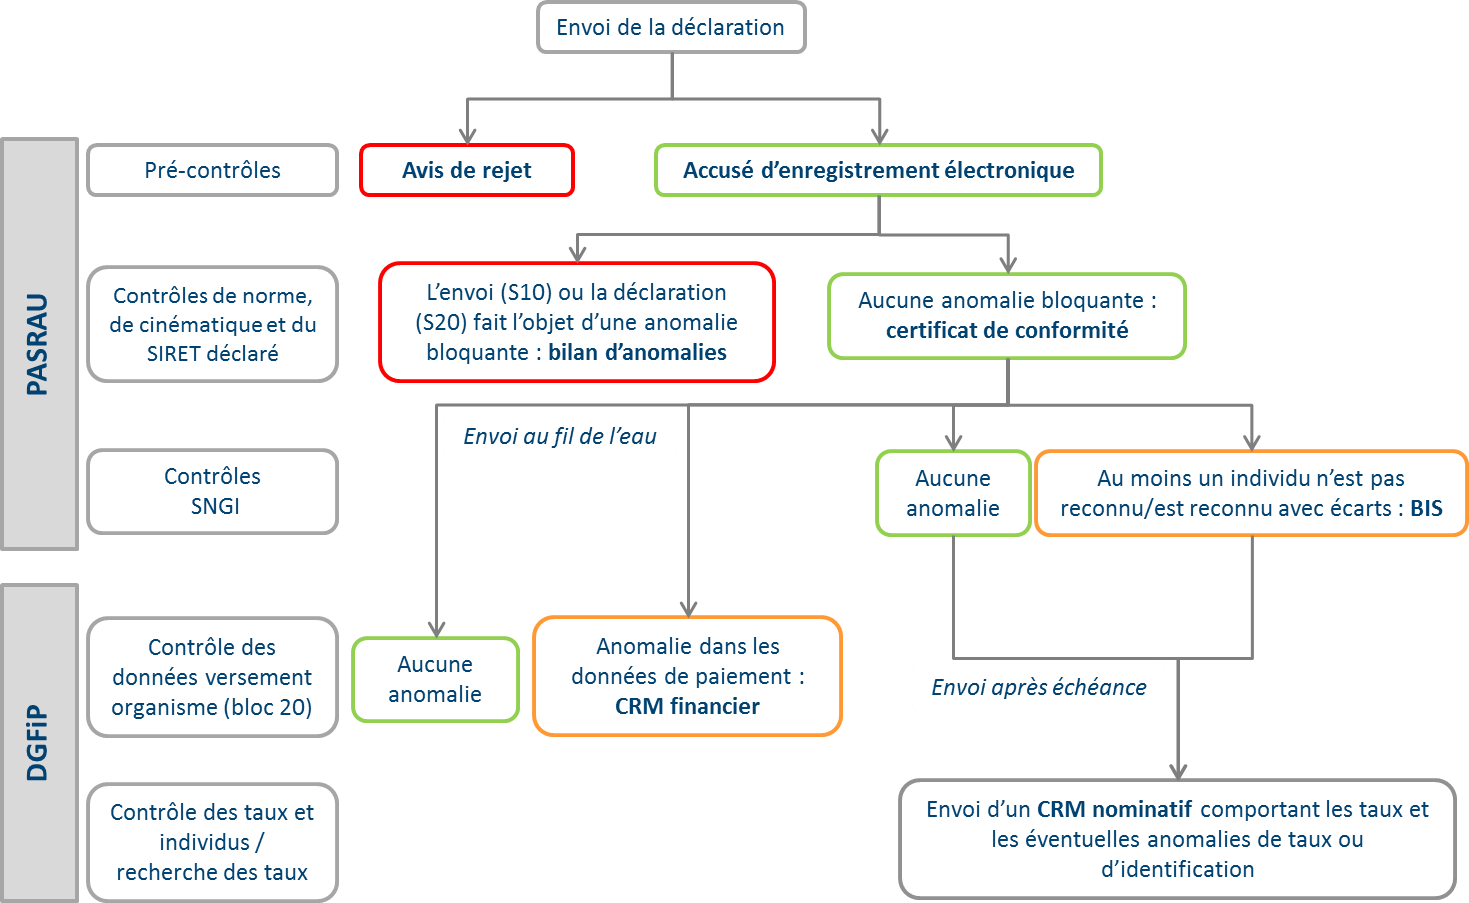 Envoi de la déclaration
PASRAU
Pré-contrôles
Avis de rejet
Accusé d'enregistrement électronique
Contrôles de norme,
de cinématique et du
SIRET déclaré
L'envoi (S10) ou la déclaration
(S20) fait l'objet d'une anomalie
bloquante : bilan d'anomalies
Aucune anomalie bloquante :
certificat de conformité
Envoi au fil de l'eau
Contrôles
SNGI
Aucune
anomalie
Au moins un individu n'est pas
reconnu/est reconnu avec écarts : BIS
DGFiP
Contrôle des
données versement
organisme (bloc 20)
Aucune
anomalie
Anomalie dans les
données de paiement :
CRM financier
Envoi après échéance
Contrôle des taux et
individus /
recherche des taux
Envoi d'un CRM nominatif comportant les taux et
les éventuelles anomalies de taux ou
d'identification